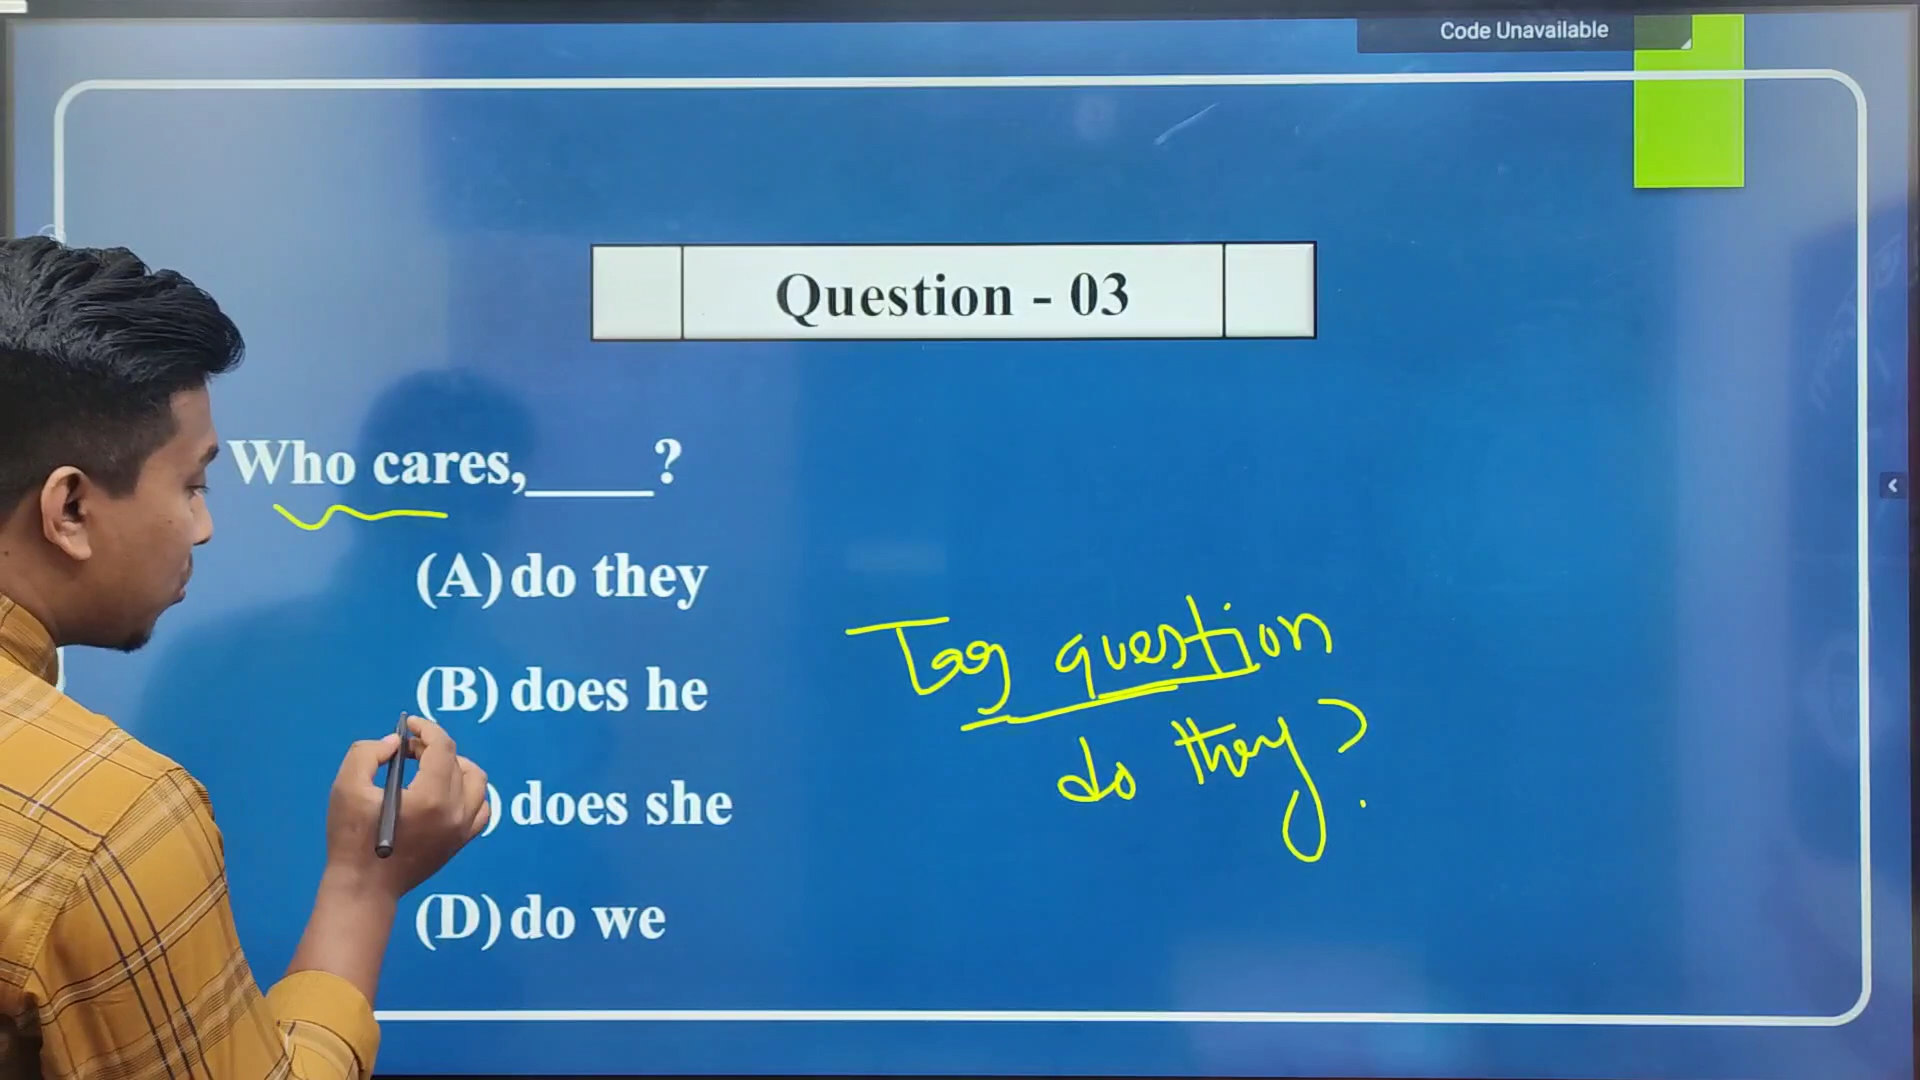 Code Unavailable
Question - 03
Who cares,____?
(A) do they
(B) does he
) does she
(D) do we
Tag question
do they?